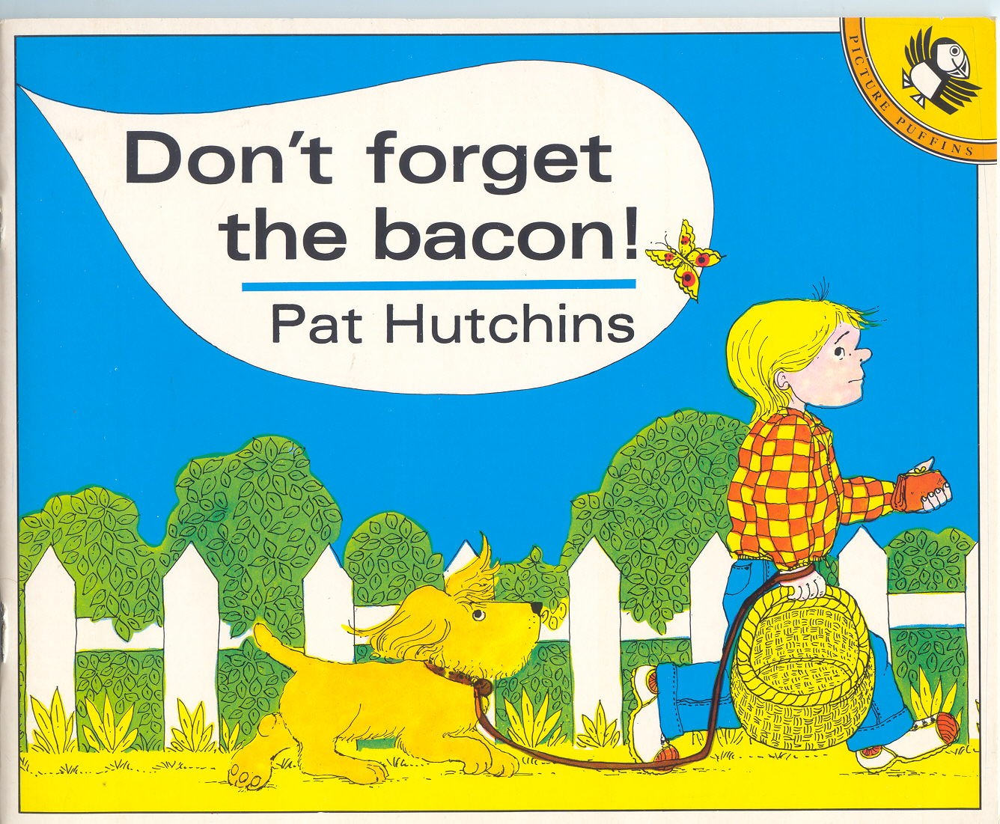 Don't forget
the bacon!
Pat Hutchins
PICTURE PUFFINS